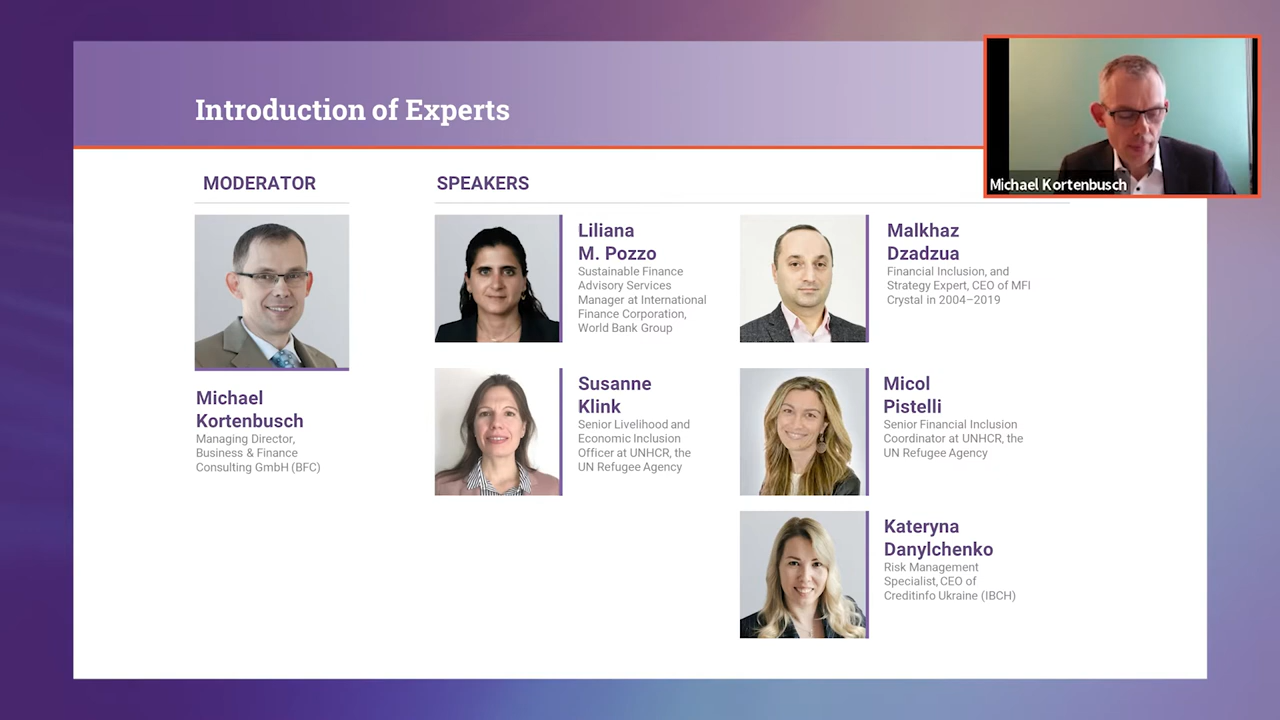 Introduction of Experts
Michael Kortenbusch
MODERATOR
SPEAKERS
Michael
Kortenbusch
Managing Director,
Business & Finance
Consulting GmbH (BFC)
Liliana
M. Pozzo
Sustainable Finance
Advisory Services
Manager at International
Finance Corporation,
World Bank Group
Malkhaz
Dzadzua
Financial Inclusion, and
Strategy Expert, CEO of MFI
Crystal in 2004–2019
Susanne
Klink
Senior Livelihood and
Economic Inclusion
Officer at UNHCR, the
UN Refugee Agency
Micol
Pistelli
Senior Financial Inclusion
Coordinator at UNHCR, the
UN Refugee Agency
Kateryna
Danylchenko
Risk Management
Specialist, CEO of
Creditinfo Ukraine (IBCH)